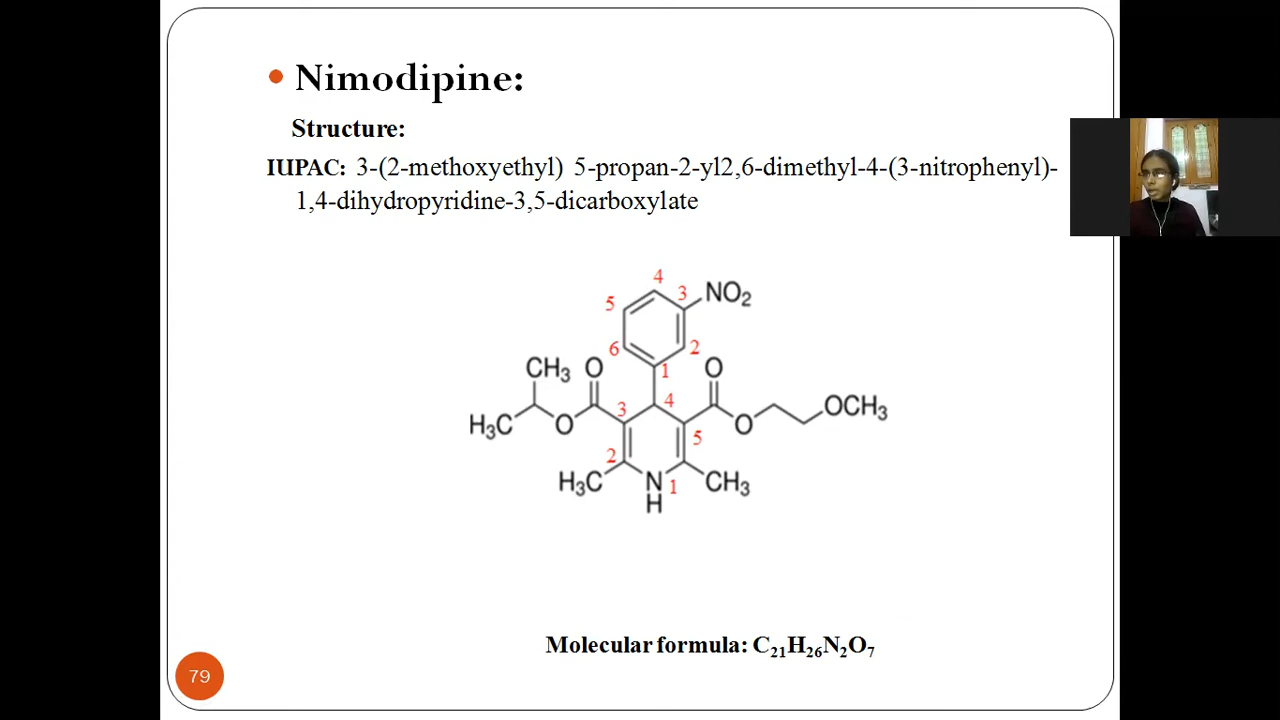 • Nimodipine:
Structure:
IUPAC: 3-(2-methoxyethyl) 5-propan-2-yl2,6-dimethyl-4-(3-nitrophenyl)-
1,4-dihydropyridine-3,5-dicarboxylate
4
5 3 NO₂
6 2
CH₃ O 1 O
4
H₃C O 3 5 O OCH₃
2
H₃C N 1 CH₃
H
Molecular formula: C₂₁H₂₆N₂O₇
79